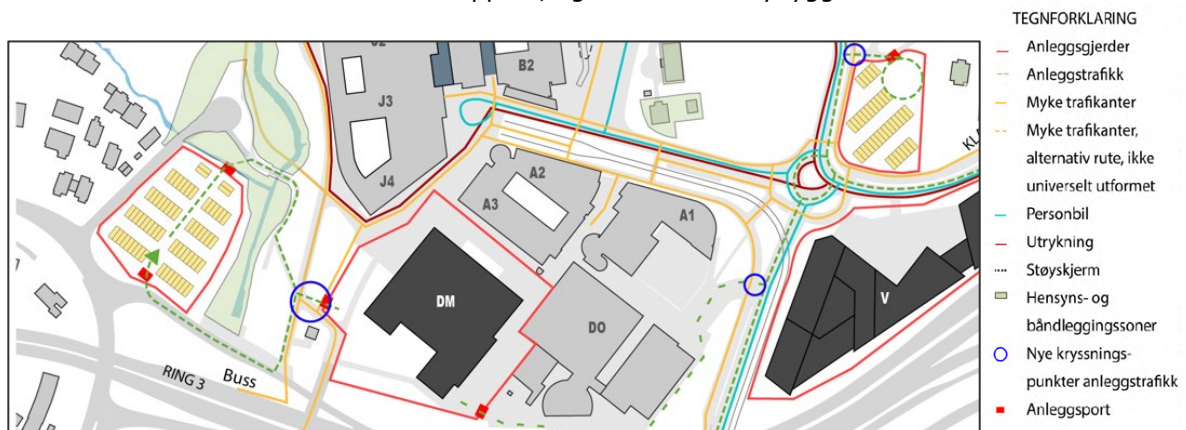 TEGNFORKLARING
Anleggsgjerder
Anleggstrafikk
Myke trafikanter
Myke trafikanter,
alternativ rute, ikke
universelt utformet
Personbil
Utrykning
Støyskjerm
Hensyns- og
båndleggingssoner
Nye kryssnings-
punkter anleggstrafikk
Anleggsport
J2
B2
J3
J4
A2
A3
A1
DM
DO
V
RING 3
Buss